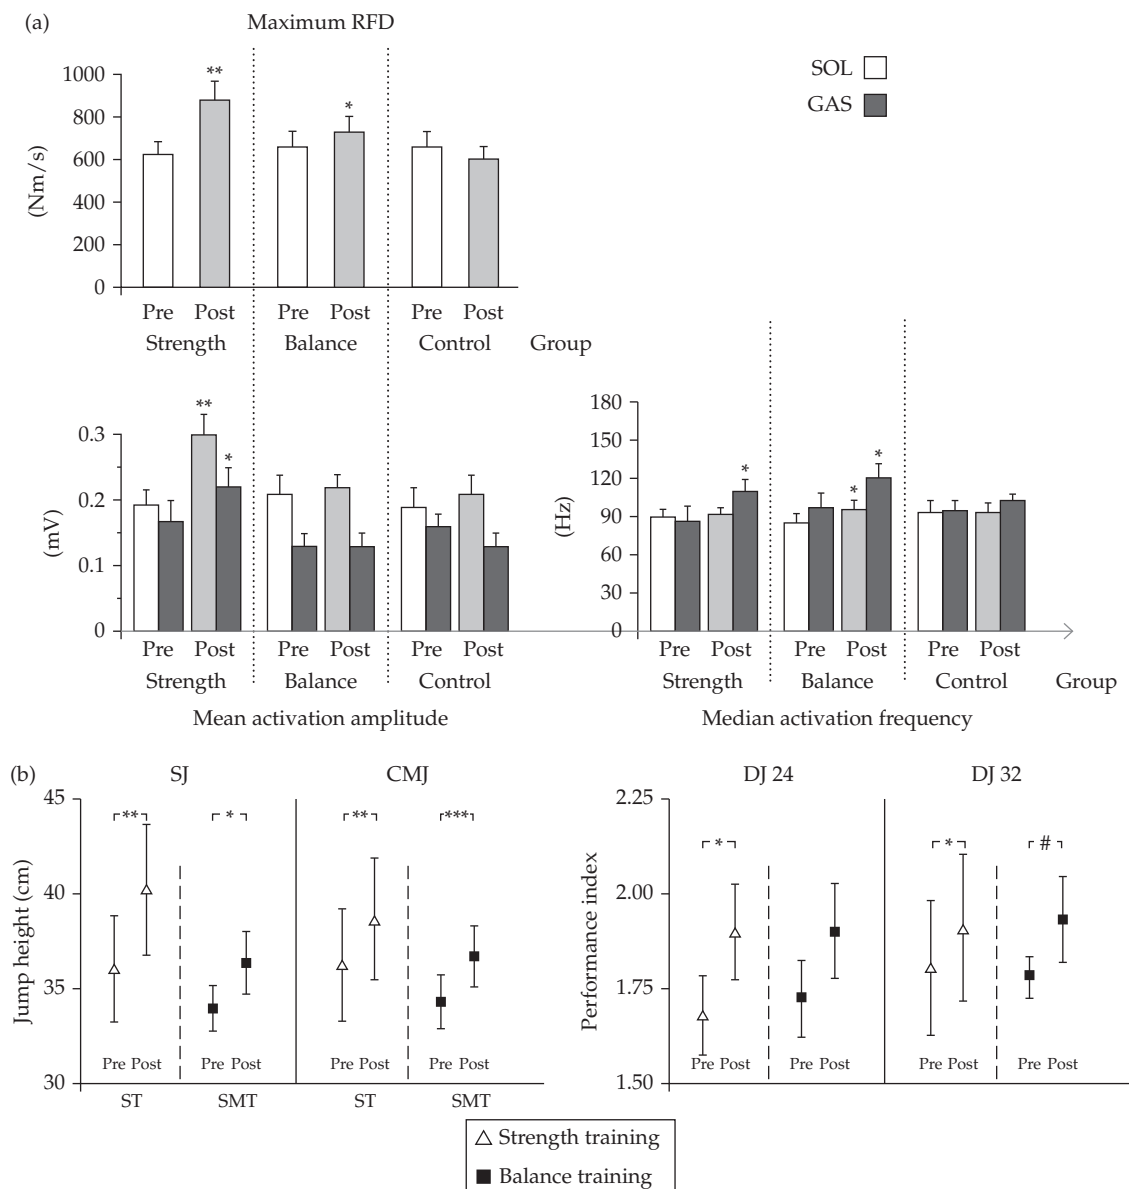 (a)
Maximum RFD
SOL
GAS
(Nm/s)
1000
800
600
400
200
0
**
*
Pre Post Pre Post Pre Post
Strength Balance Control Group
(mV)
0.3
0.2
0.1
0
**
*
Pre Post Pre Post Pre Post
Strength Balance Control
Mean activation amplitude
(Hz)
180
150
120
90
60
30
0
*
*
*
Pre Post Pre Post Pre Post
Strength Balance Control Group
Median activation frequency
(b)
SJ CMJ
Jump height (cm)
45
40
35
30
** * ** ***
Pre Post Pre Post Pre Post Pre Post
ST SMT ST SMT
DJ 24 DJ 32
Performance index
2.25
2.00
1.75
1.50
* * #
Pre Post Pre Post Pre Post Pre Post
Strength training
Balance training